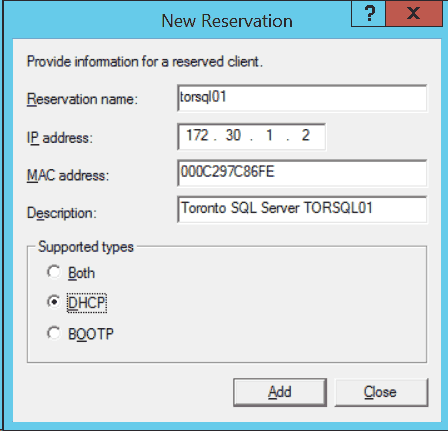 New Reservation
? X
Provide information for a reserved client.
Reservation name: torsql01
IP address: 172 . 30 . 1 . 2
MAC address: 000C297C86FE
Description: Toronto SQL Server TORSQL01
Supported types
Both
DHCP
BOOTP
Add Close